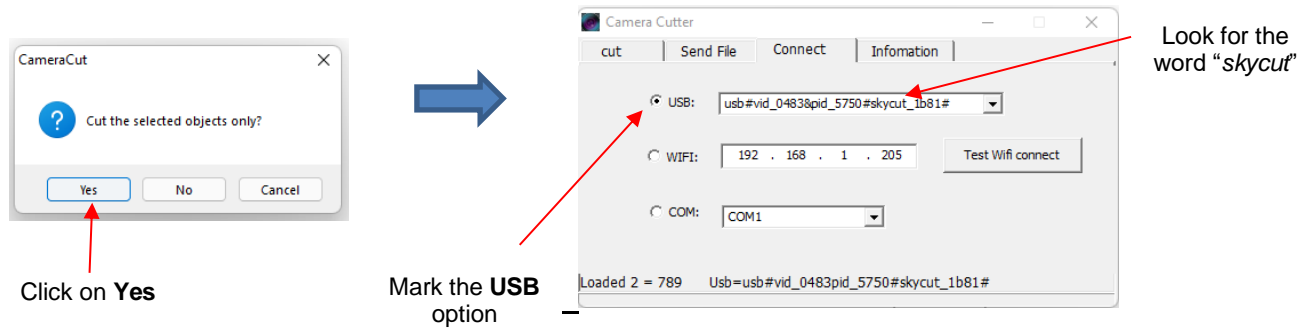 CameraCut
Cut the selected objects only?
Yes No Cancel
Click on Yes
Camera Cutter
cut Send File Connect Infomation
USB: usb#vid_0483&pid_5750#skycut_1b81#
WIFI: 192 . 168 . 1 . 205 Test Wifi connect
COM: COM1
Loaded 2 = 789 Usb=usb#vid_0483pid_5750#skycut_1b81#
Mark the USB
option
Look for the
word “skycut”